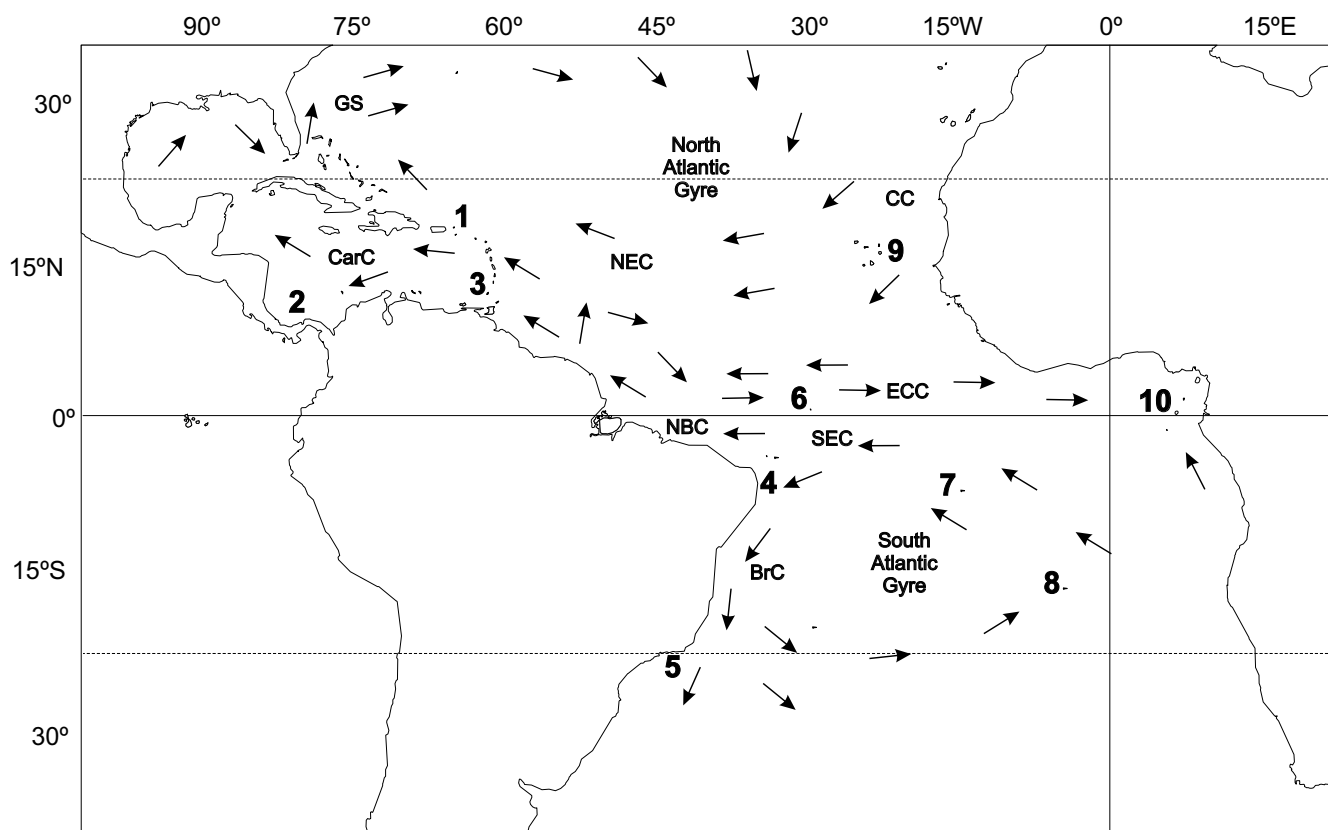 90º 75º 60º 45º 30º 15ºW 0º 15ºE
30º
GS
North
Atlantic
Gyre
CC
1
9
CarC
NEC
15ºN
3
2
ECC
6
10
0º
NBC
SEC
4
7
South
Atlantic
Gyre
15ºS
BrC
8
5
30º